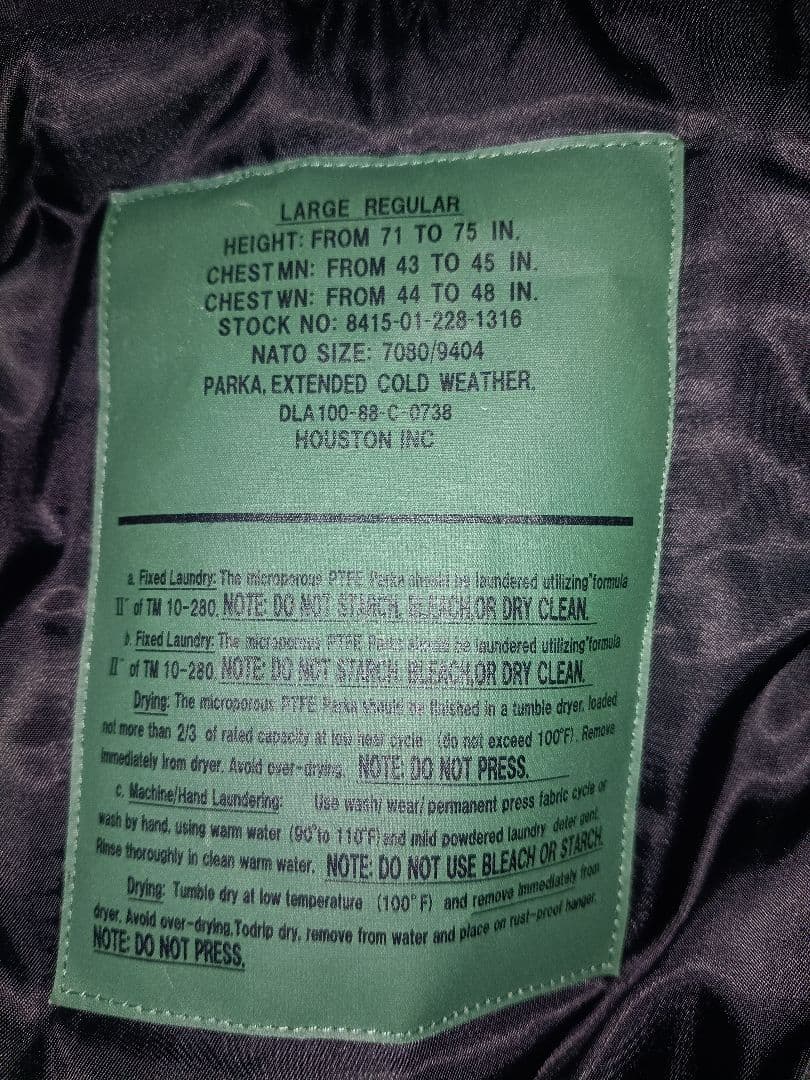 LARGE REGULAR
HEIGHT: FROM 71 TO 75 IN.
CHEST MN: FROM 43 TO 45 IN.
CHEST WN: FROM 44 TO 48 IN.
STOCK NO: 8415-01-228-1316
NATO SIZE: 7080/9404
PARKA, EXTENDED COLD WEATHER.
DLA100-88-C-0738
HOUSTON INC
a. Fixed Laundry: The microporous PTFE Parka should be laundered utilizing"formula
II" of TM 10-280. NOTE: DO NOT STARCH, BLEACH,OR DRY CLEAN.
b. Fixed Laundry: The microporous PTFE Parka should be laundered utilizing"formula
II" of TM 10-280. NOTE: DO NOT STARCH, BLEACH,OR DRY CLEAN.
Drying: The microporous PTFE Parka should be finished in a tumble dryer, loaded
not more than 2/3 of rated capacity at low heat cycle (do not exceed 100°F). Remove
immediately from dryer. Avoid over-drying. NOTE: DO NOT PRESS.
c. Machine/Hand Laundering: Use wash/ wear/ permanent press fabric cycle or
wash by hand, using warm water (90°to 110°F)and mild powdered laundry deter gent.
Rinse thoroughly in clean warm water. NOTE: DO NOT USE BLEACH OR STARCH.
Drying: Tumble dry at low temperature (100°F) and remove immediately from
dryer. Avoid over-drying.Todrip dry, remove from water and place on rust-proof hanger.
NOTE: DO NOT PRESS.